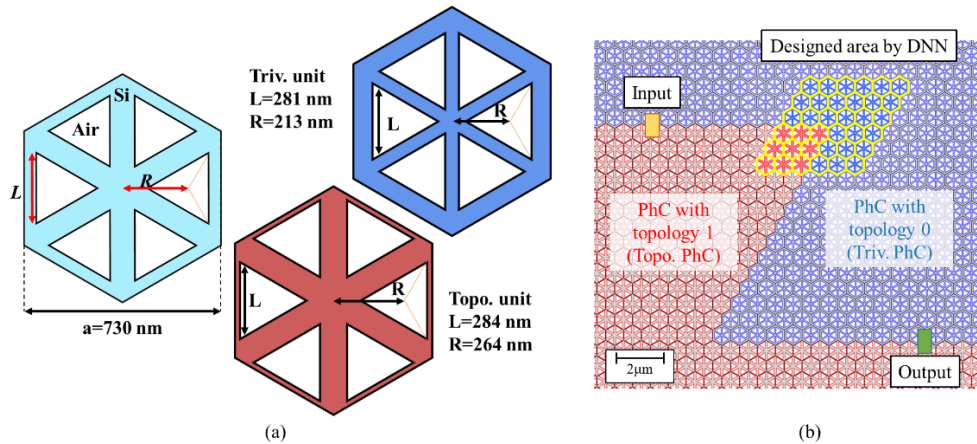 (a)
Si
Air
L
R
a=730 nm
Triv. unit
L=281 nm
R=213 nm
L
R
L
R
Topo. unit
L=284 nm
R=264 nm
Designed area by DNN
Input
PhC with
topology 1
(Topo. PhC)
PhC with
topology 0
(Triv. PhC)
2μm
Output
(a)
(b)